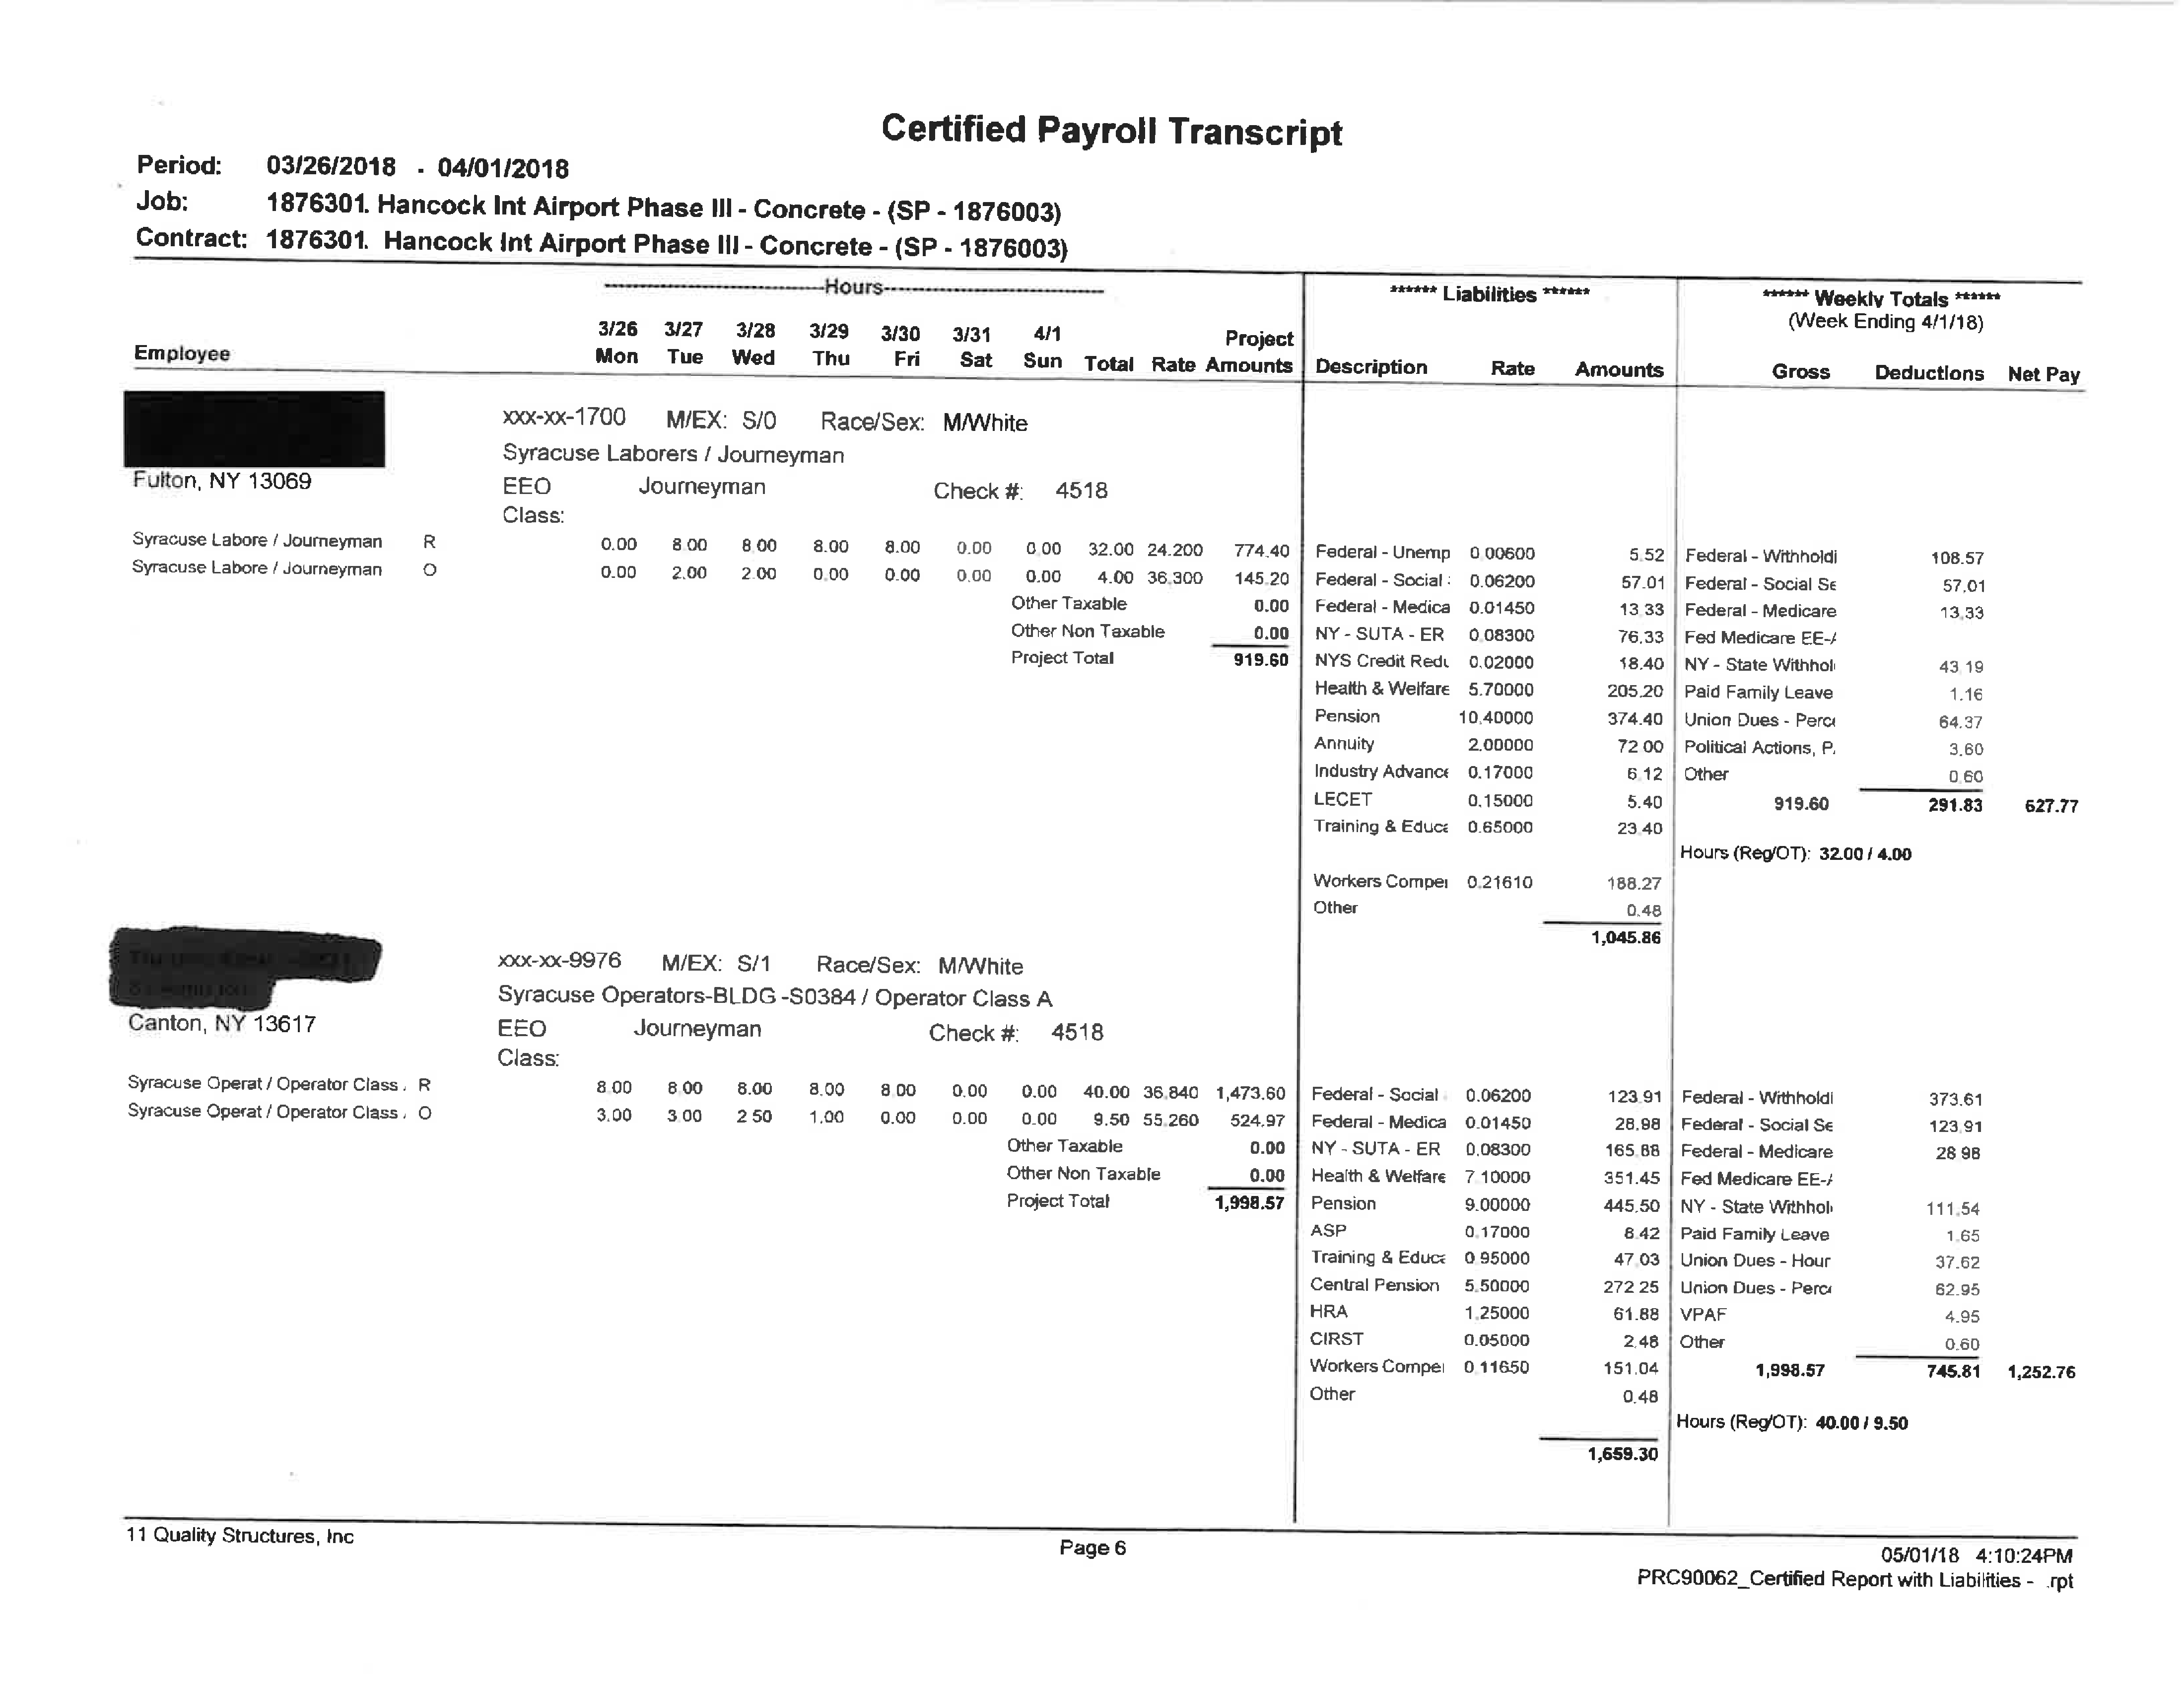 Certified Payroll Transcript
Period: 03/26/2018 - 04/01/2018
Job: 1876301. Hancock Int Airport Phase III - Concrete - (SP - 1876003)
Contract: 1876301. Hancock Int Airport Phase III - Concrete - (SP - 1876003)
Hours
****** Liabilities ******
****** Weekly Totals ******
(Week Ending 4/1/18)
3/26 3/27 3/28 3/29 3/30 3/31 4/1 Project
Employee Mon Tue Wed Thu Fri Sat Sun Total Rate Amounts Description Rate Amounts Gross Deductions Net Pay
xxx-xx-1700 M/EX: S/0 Race/Sex: M/White
Syracuse Laborers / Journeyman
Fulton, NY 13069 EEO Journeyman Check #: 4518
Class:
Syracuse Labore / Journeyman R 0.00 8.00 8.00 8.00 8.00 0.00 0.00 32.00 24.200 774.40 Federal - Unemp 0.00600 5.52 Federal - Withholdi 108.57
Syracuse Labore / Journeyman O 0.00 2.00 2.00 0.00 0.00 0.00 0.00 4.00 36.300 145.20 Federal - Social 0.06200 57.01 Federal - Social Se 57.01
Other Taxable 0.00 Federal - Medica 0.01450 13.33 Federal - Medicare 13.33
Other Non Taxable 0.00 NY - SUTA - ER 0.08300 76.33 Fed Medicare EE-A
Project Total 919.60 NYS Credit Redu 0.02000 18.40 NY - State Withhol 43.19
Health & Welfare 5.70000 205.20 Paid Family Leave 1.16
Pension 10.40000 374.40 Union Dues - Perce 64.37
Annuity 2.00000 72.00 Political Actions, P. 3.60
Industry Advance 0.17000 6.12 Other 0.60
LECET 0.15000 5.40 919.60 291.83 627.77
Training & Educa 0.65000 23.40
Hours (Reg/OT): 32.00 / 4.00
Workers Compe 0.21610 188.27
Other 0.48
1,045.86
xxx-xx-9976 M/EX: S/1 Race/Sex: M/White
Syracuse Operators-BLDG -S0384 / Operator Class A
Canton, NY 13617 EEO Journeyman Check #: 4518
Class:
Syracuse Operat / Operator Class R 8.00 8.00 8.00 8.00 8.00 0.00 0.00 40.00 36.840 1,473.60 Federal - Social 0.06200 123.91 Federal - Withholdi 373.61
Syracuse Operat / Operator Class O 3.00 3.00 2.50 1.00 0.00 0.00 0.00 9.50 55.260 524.97 Federal - Medica 0.01450 28.98 Federal - Social Se 123.91
Other Taxable 0.00 NY - SUTA - ER 0.08300 165.88 Federal - Medicare 28.98
Other Non Taxable 0.00 Health & Welfare 7.10000 351.45 Fed Medicare EE-A
Project Total 1,998.57 Pension 9.00000 445.50 NY - State Withhol 111.54
ASP 0.17000 8.42 Paid Family Leave 1.65
Training & Educa 0.95000 47.03 Union Dues - Hour 37.62
Central Pension 5.50000 272.25 Union Dues - Perce 62.95
HRA 1.25000 61.88 VPAF 4.95
CIRST 0.05000 2.48 Other 0.60
Workers Compe 0.11650 151.04 1,998.57 745.81 1,252.76
Other 0.48
Hours (Reg/OT): 40.00 / 9.50
1,659.30
11 Quality Structures, Inc
Page 6
05/01/18 4:10:24PM
PRC90062_Certified Report with Liabilities - .rpt